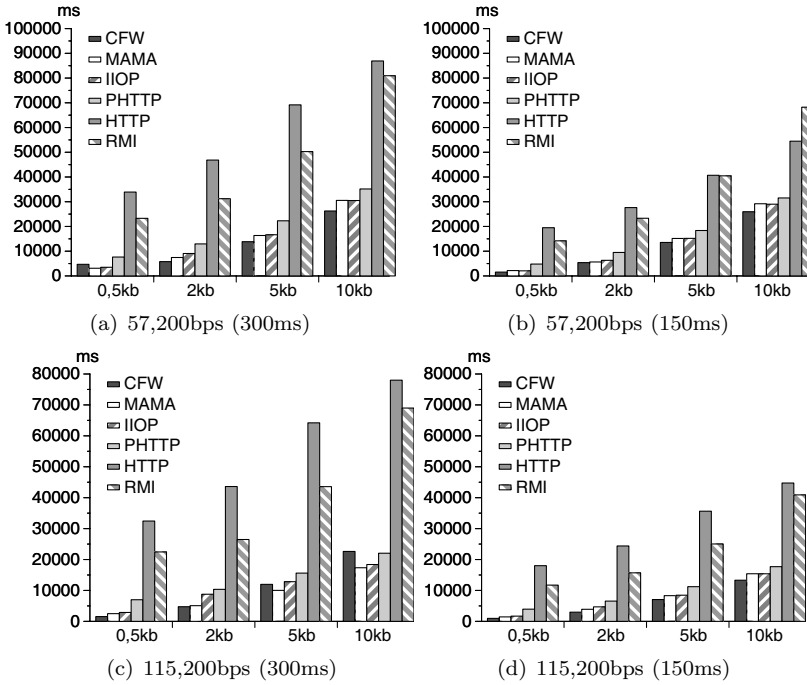 ms
100000
90000
80000
70000
60000
50000
40000
30000
20000
10000
0
CFW
MAMA
IIOP
PHTTP
HTTP
RMI
0,5kb 2kb 5kb 10kb
(a) 57,200bps (300ms)
ms
100000
90000
80000
70000
60000
50000
40000
30000
20000
10000
0
CFW
MAMA
IIOP
PHTTP
HTTP
RMI
0,5kb 2kb 5kb 10kb
(b) 57,200bps (150ms)
ms
80000
70000
60000
50000
40000
30000
20000
10000
0
CFW
MAMA
IIOP
PHTTP
HTTP
RMI
0,5kb 2kb 5kb 10kb
(c) 115,200bps (300ms)
ms
80000
70000
60000
50000
40000
30000
20000
10000
0
CFW
MAMA
IIOP
PHTTP
HTTP
RMI
0,5kb 2kb 5kb 10kb
(d) 115,200bps (150ms)